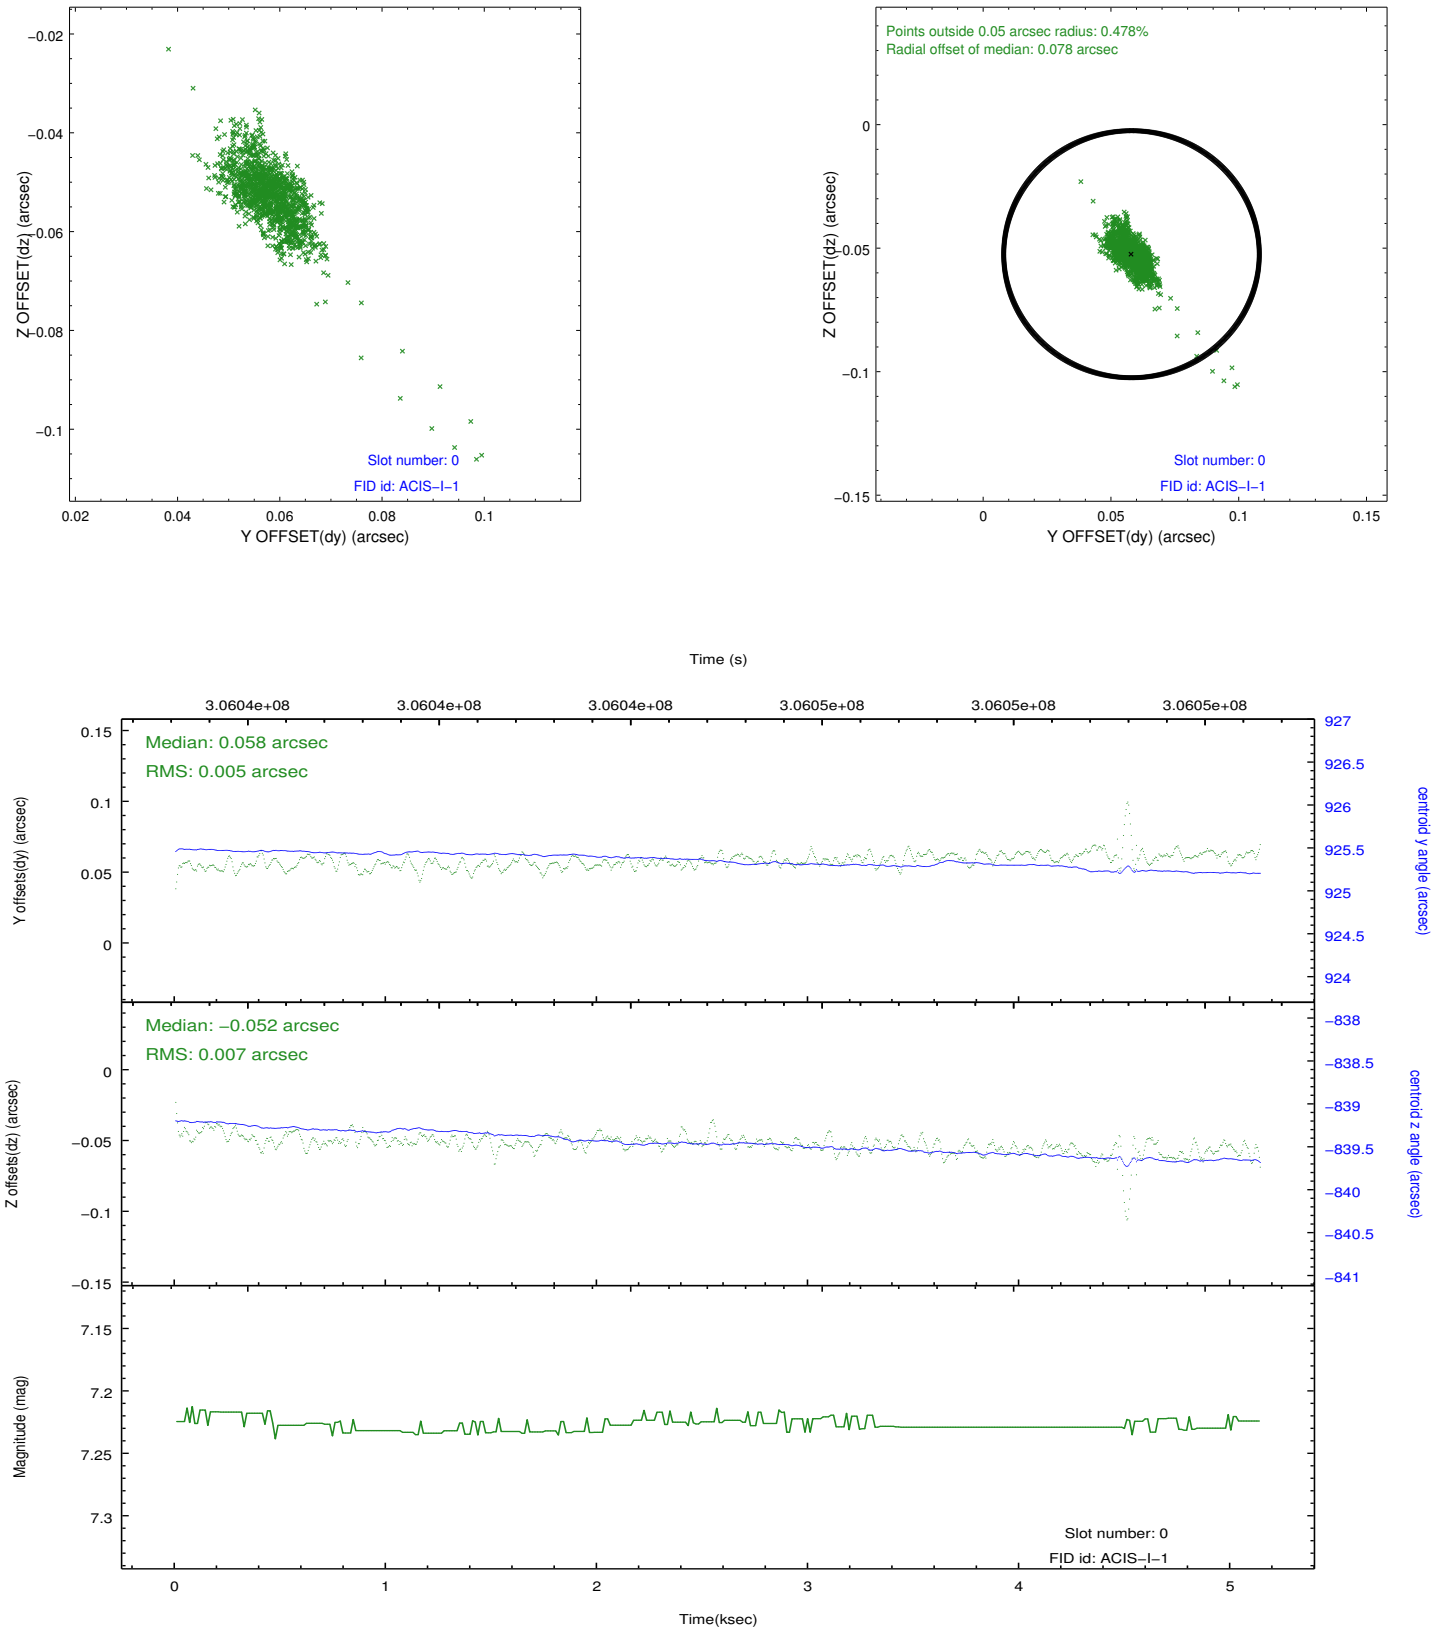 −0.02
−0.04
−0.06
−0.08
−0.1
Z OFFSET(dz) (arcsec)
Slot number: 0
FID id: ACIS−I−1
0.02 0.04 0.06 0.08 0.1
Y OFFSET(dy) (arcsec)
Points outside 0.05 arcsec radius: 0.478%
Radial offset of median: 0.078 arcsec
0
−0.05
−0.1
−0.15
Z OFFSET(dz) (arcsec)
Slot number: 0
FID id: ACIS−I−1
0 0.05 0.1 0.15
Y OFFSET(dy) (arcsec)
Time (s)
3.0604e+08 3.0604e+08 3.0604e+08 3.0605e+08 3.0605e+08 3.0605e+08
Median: 0.058 arcsec
RMS: 0.005 arcsec
0.15
0.1
0.05
0
Y offsets(dy) (arcsec)
927
926.5
926
925.5
925
924.5
924
centroid y angle (arcsec)
Median: −0.052 arcsec
RMS: 0.007 arcsec
0
−0.05
−0.1
−0.15
Z offsets(dz) (arcsec)
−838
−838.5
−839
−839.5
−840
−840.5
−841
centroid z angle (arcsec)
7.15
7.2
7.25
7.3
Magnitude (mag)
Slot number: 0
FID id: ACIS−I−1
0 1 2 3 4 5
Time(ksec)